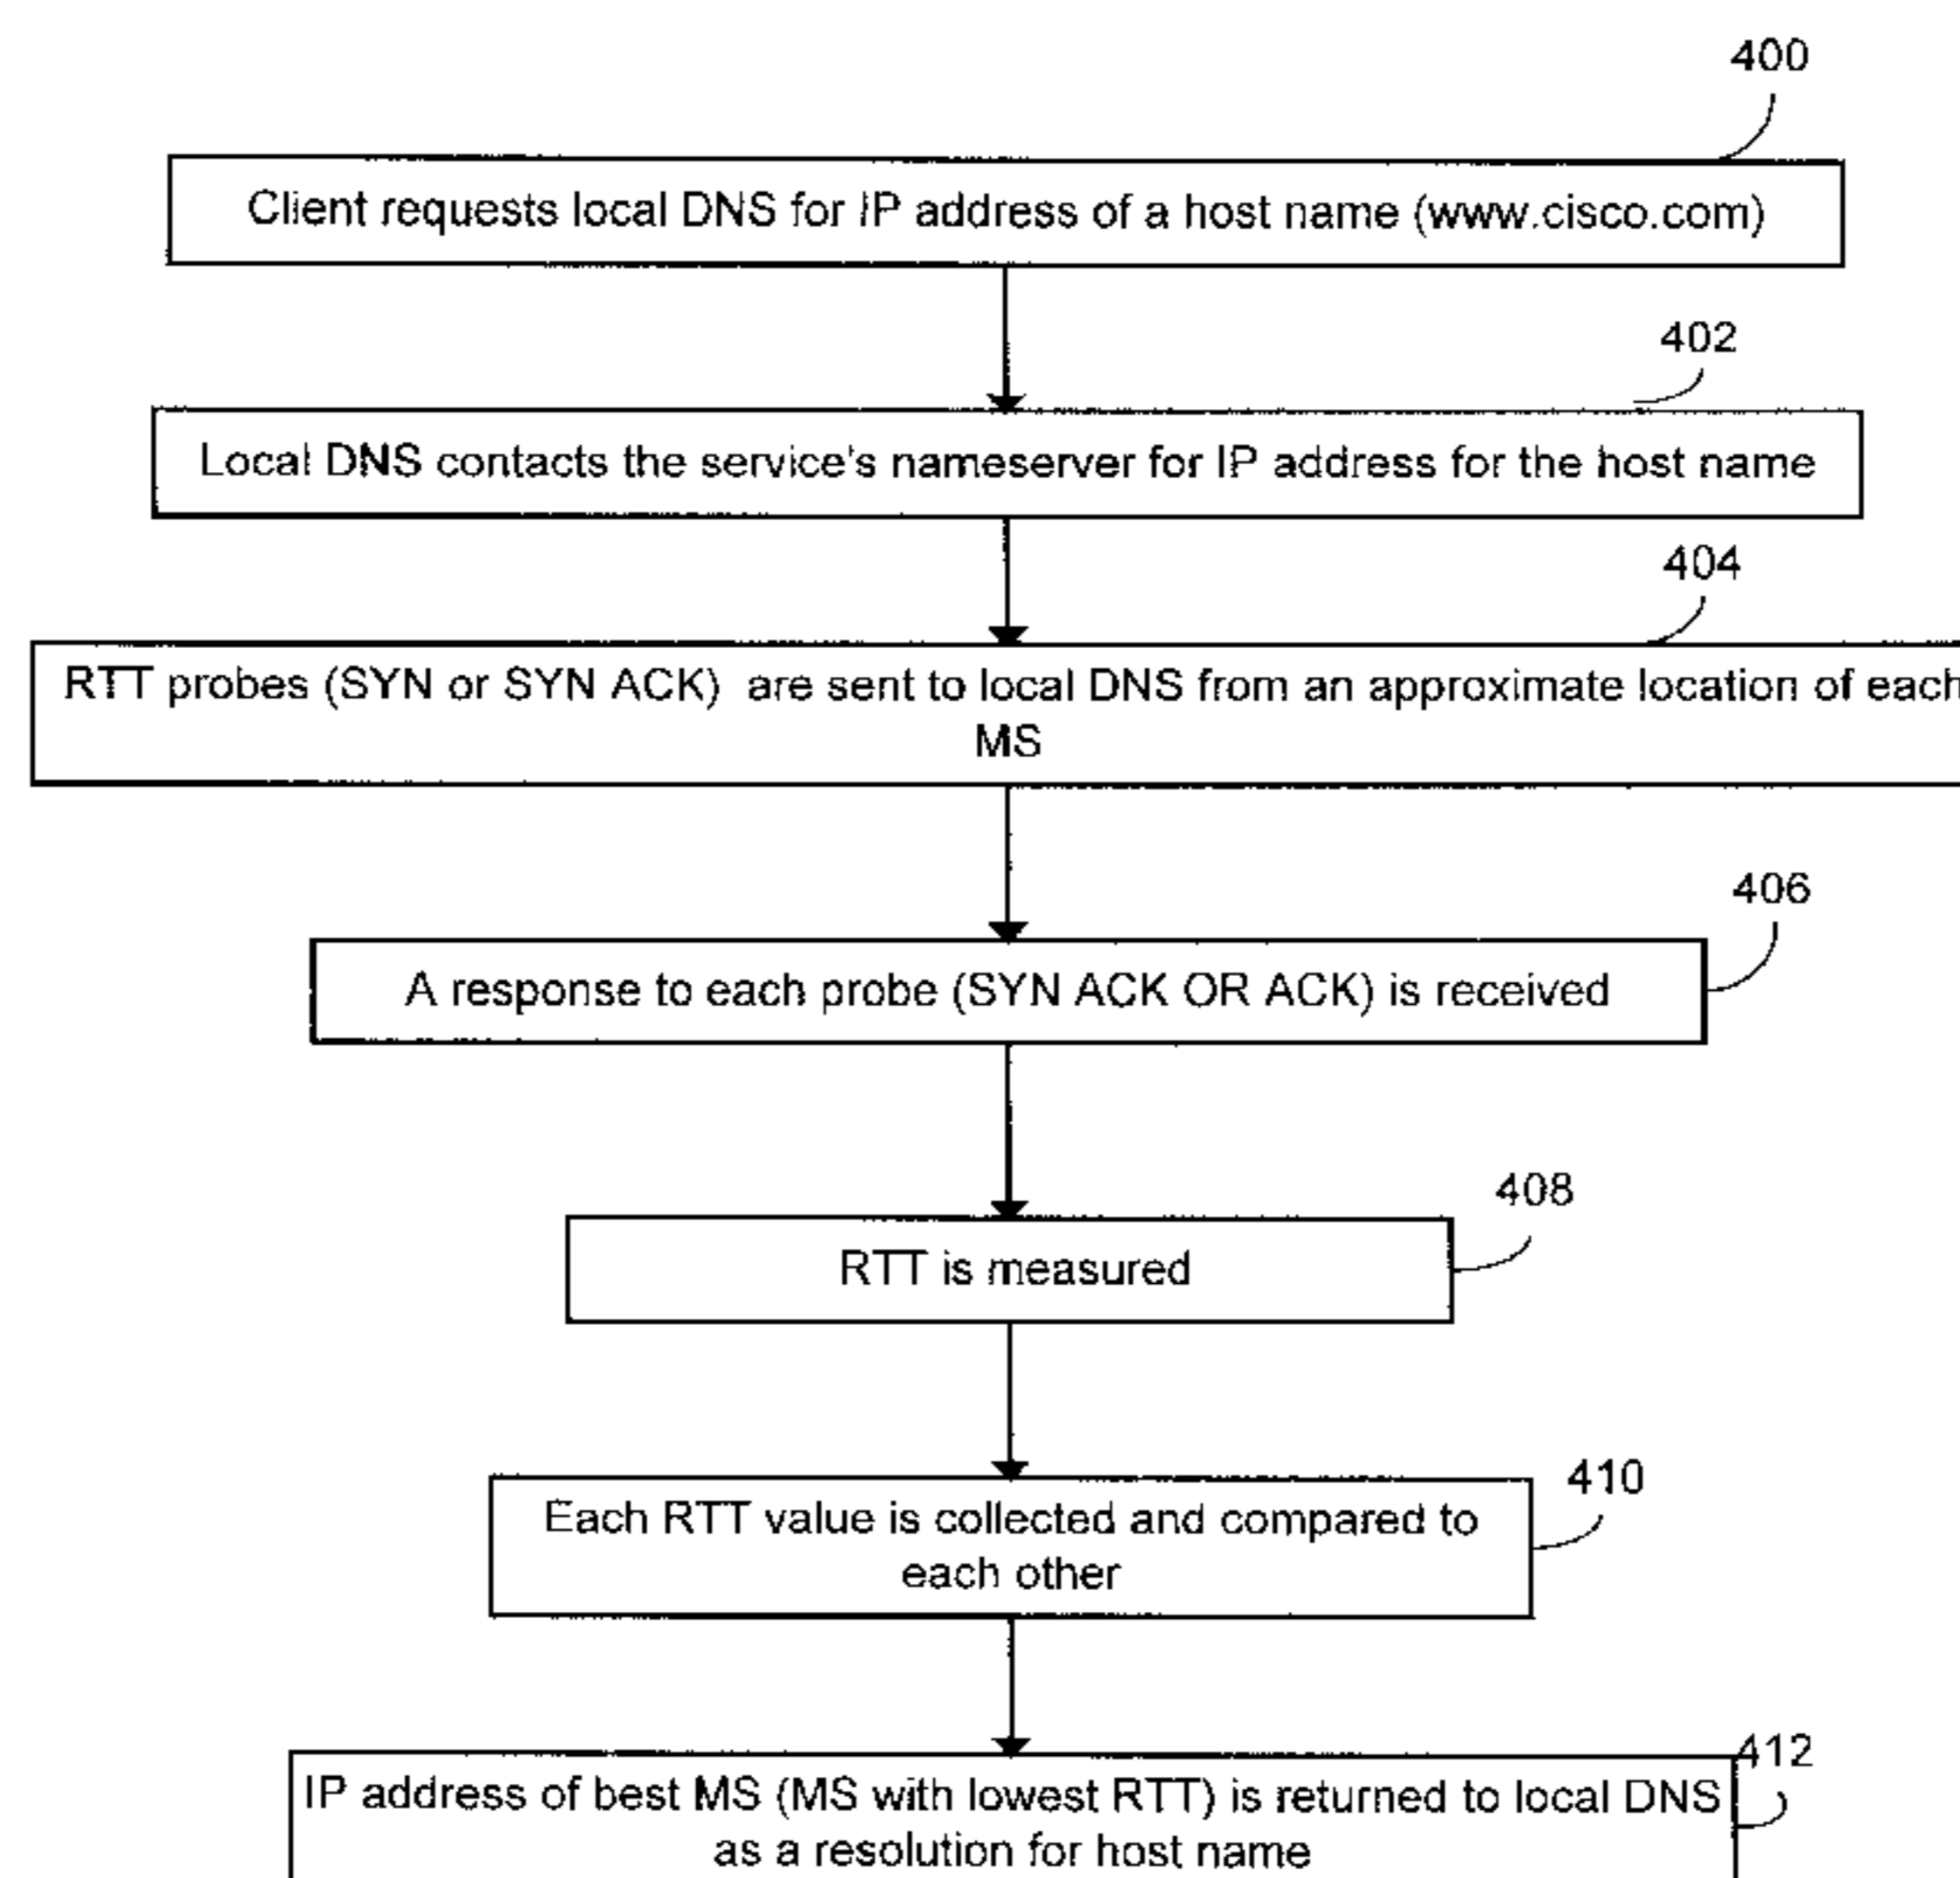 400
Client requests local DNS for IP address of a host name (www.cisco.com)
402
Local DNS contacts the service's nameserver for IP address for the host name
404
RTT probes (SYN or SYN ACK) are sent to local DNS from an approximate location of each
MS
406
A response to each probe (SYN ACK OR ACK) is received
408
RTT is measured
410
Each RTT value is collected and compared to
each other
412
IP address of best MS (MS with lowest RTT) is returned to local DNS
as a resolution for host name